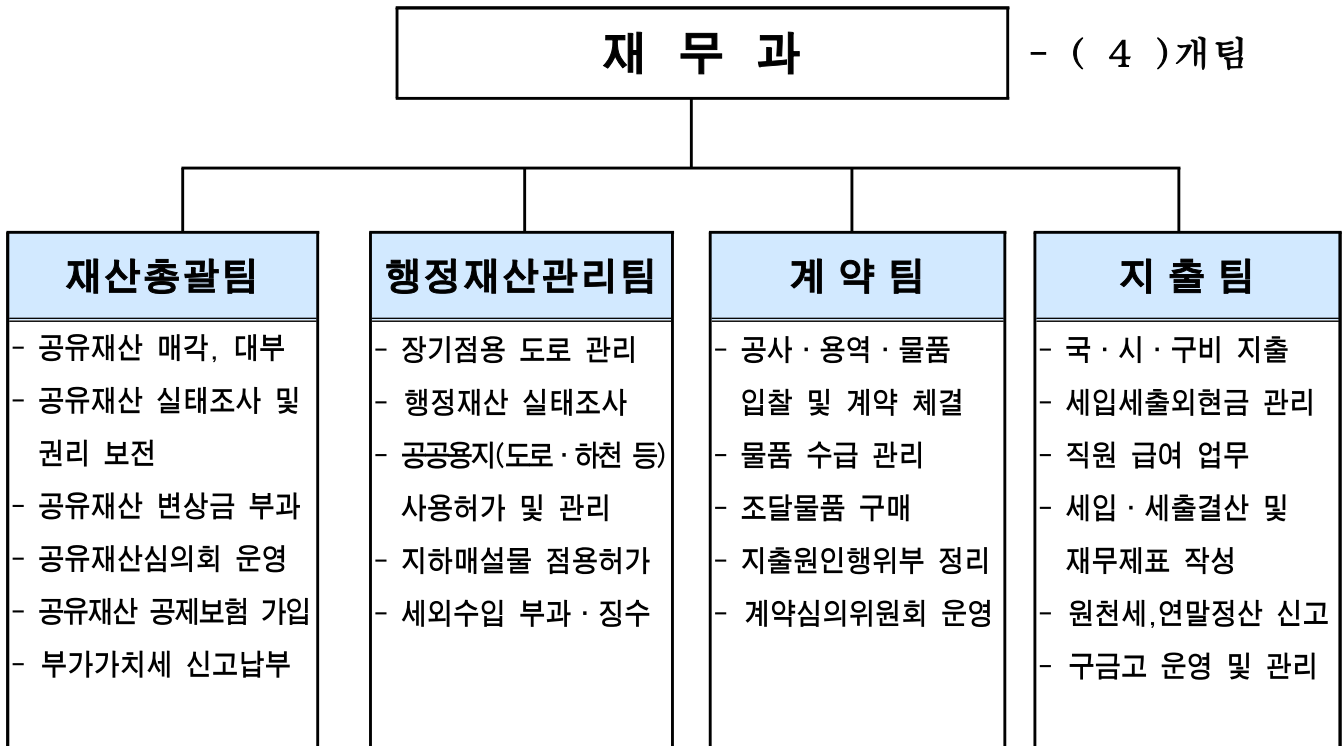 재 무 과
- ( 4 )개팀
재산총괄팀
- 공유재산 매각, 대부
- 공유재산 실태조사 및
권리 보전
- 공유재산 변상금 부과
- 공유재산심의회 운영
- 공유재산 공제보험 가입
- 부가가치세 신고납부
행정재산관리팀
- 장기점용 도로 관리
- 행정재산 실태조사
- 공공용지(도로·하천 등)
사용허가 및 관리
- 지하매설물 점용허가
- 세외수입 부과·징수
계 약 팀
- 공사·용역·물품
입찰 및 계약 체결
- 물품 수급 관리
- 조달물품 구매
- 지출원인행위부 정리
- 계약심의위원회 운영
지 출 팀
- 국·시·구비 지출
- 세입세출외현금 관리
- 직원 급여 업무
- 세입·세출결산 및
재무제표 작성
- 원천세,연말정산 신고
- 구금고 운영 및 관리